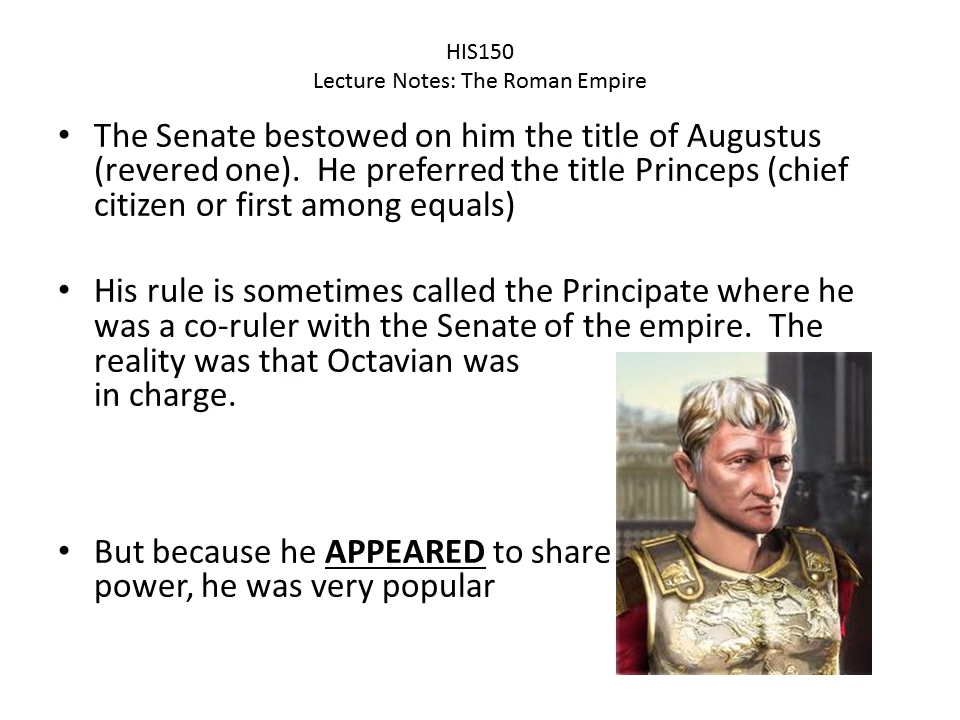 HIS150
Lecture Notes: The Roman Empire
• The Senate bestowed on him the title of Augustus
(revered one).  He preferred the title Princeps (chief
citizen or first among equals)
• His rule is sometimes called the Principate where he
was a co-ruler with the Senate of the empire.  The
reality was that Octavian was
in charge.
• But because he APPEARED to share
power, he was very popular